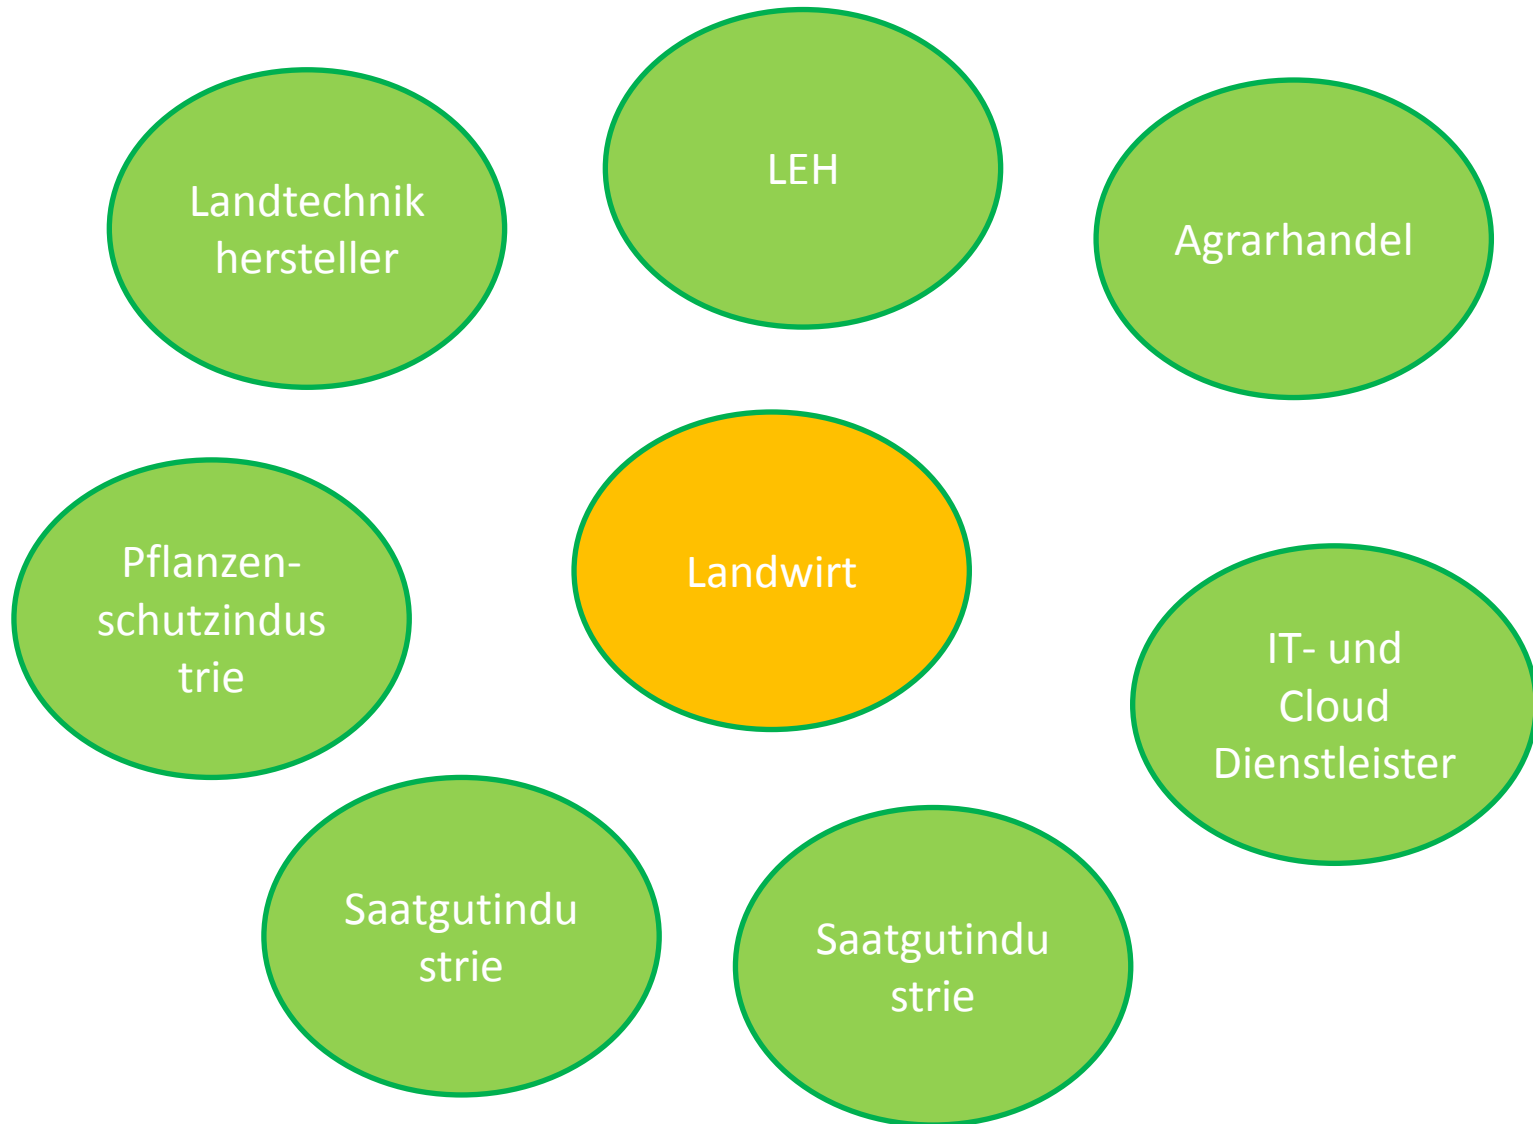 LEH
Landtechnik
hersteller
Agrarhandel
Landwirt
Pflanzen-
schutzindus
trie
IT- und
Cloud
Dienstleister
Saatgutindu
strie
Saatgutindu
strie